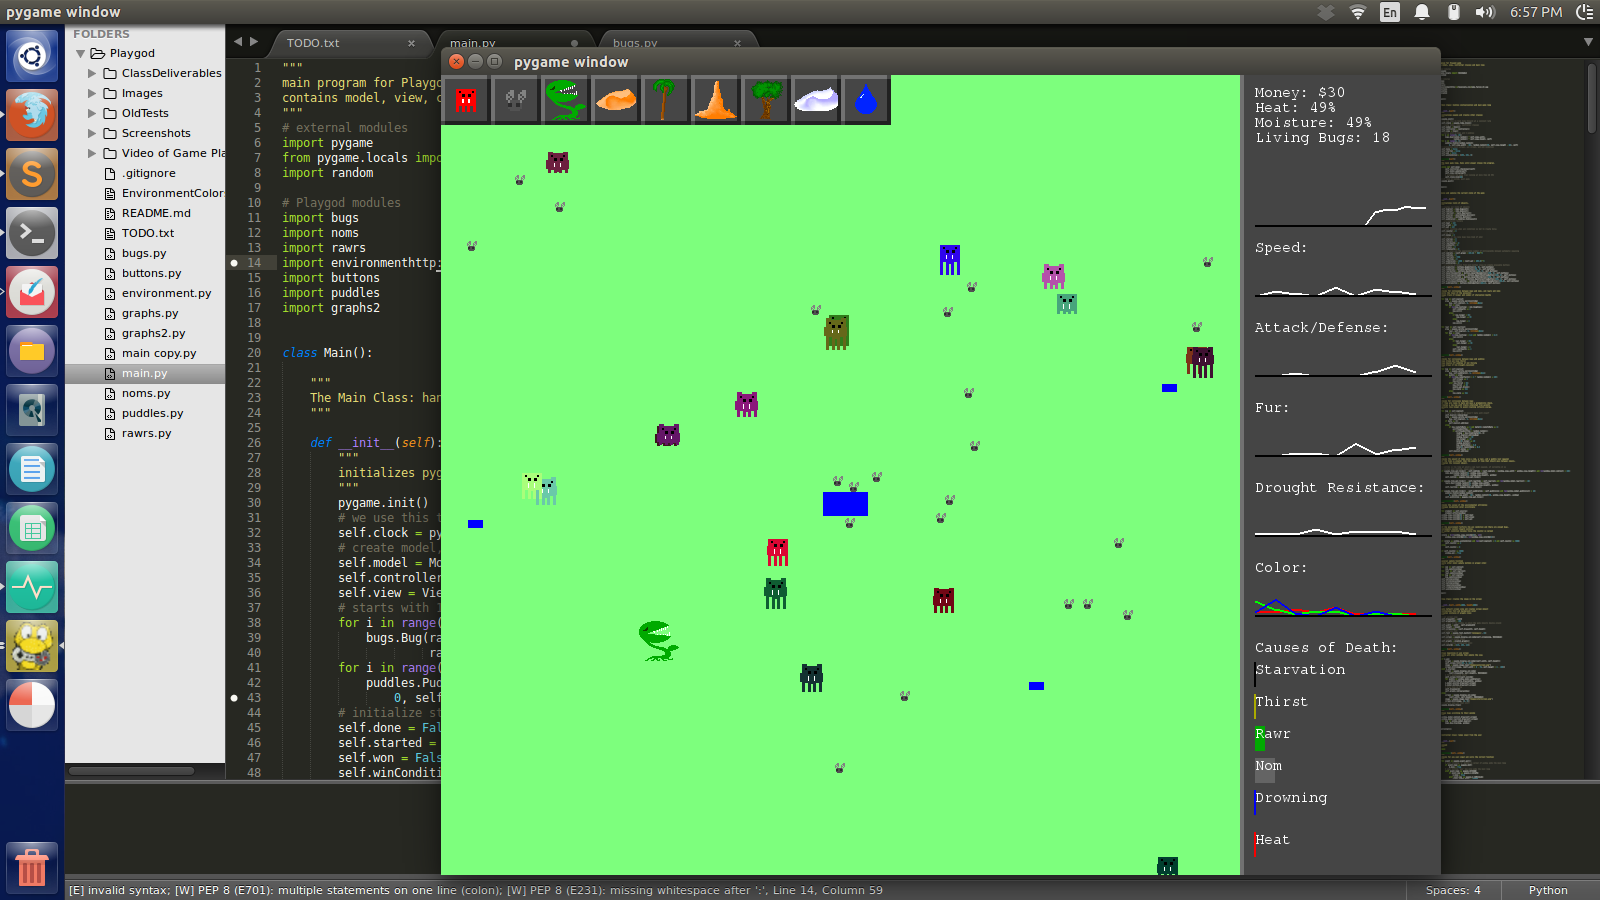 pygame window
En
6:57 PM
FOLDERS
Playgod
ClassDeliverables
Images
OldTests
Screenshots
Video of Game Pla
.gitignore
EnvironmentColors
README.md
TODO.txt
bugs.py
buttons.py
environment.py
graphs.py
graphs2.py
main copy.py
main.py
noms.py
puddles.py
rawrs.py
TODO.txt
main.py
bugs.py
1 """
2 main program for Playgo
3 contains model, view, c
4 """
5 # external modules
6 import pygame
7 from pygame.locals impo
8 import random
9
10 # Playgod modules
11 import bugs
12 import noms
13 import rawrs
14 import environmenthttp:
15 import buttons
16 import puddles
17 import graphs2
18
19
20 class Main():
21
22 """
23 The Main Class: han
24 """
25
26 def __init__(self):
27 """
28 initializes pyg
29 """
30 pygame.init()
31 # we use this t
32 self.clock = py
33 # create model,
34 self.model = Mo
35 self.controller
36 self.view = Vie
37 # starts with 1
38 for i in range(
39 bugs.Bug(ra
40 ra
41 for i in range(
42 puddles.Pud
43 0, self
44 # initialize st
45 self.done = Fal
46 self.started =
47 self.won = Fals
48 self.winConditi
pygame window
Money: $30
Heat: 49%
Moisture: 49%
Living Bugs: 18
Speed:
Attack/Defense:
Fur:
Drought Resistance:
Color:
Causes of Death:
Starvation
Thirst
Rawr
Nom
Drowning
Heat
[E] invalid syntax; [W] PEP 8 (E701): multiple statements on one line (colon); [W] PEP 8 (E231): missing whitespace after ':', Line 14, Column 59
Spaces: 4
Python